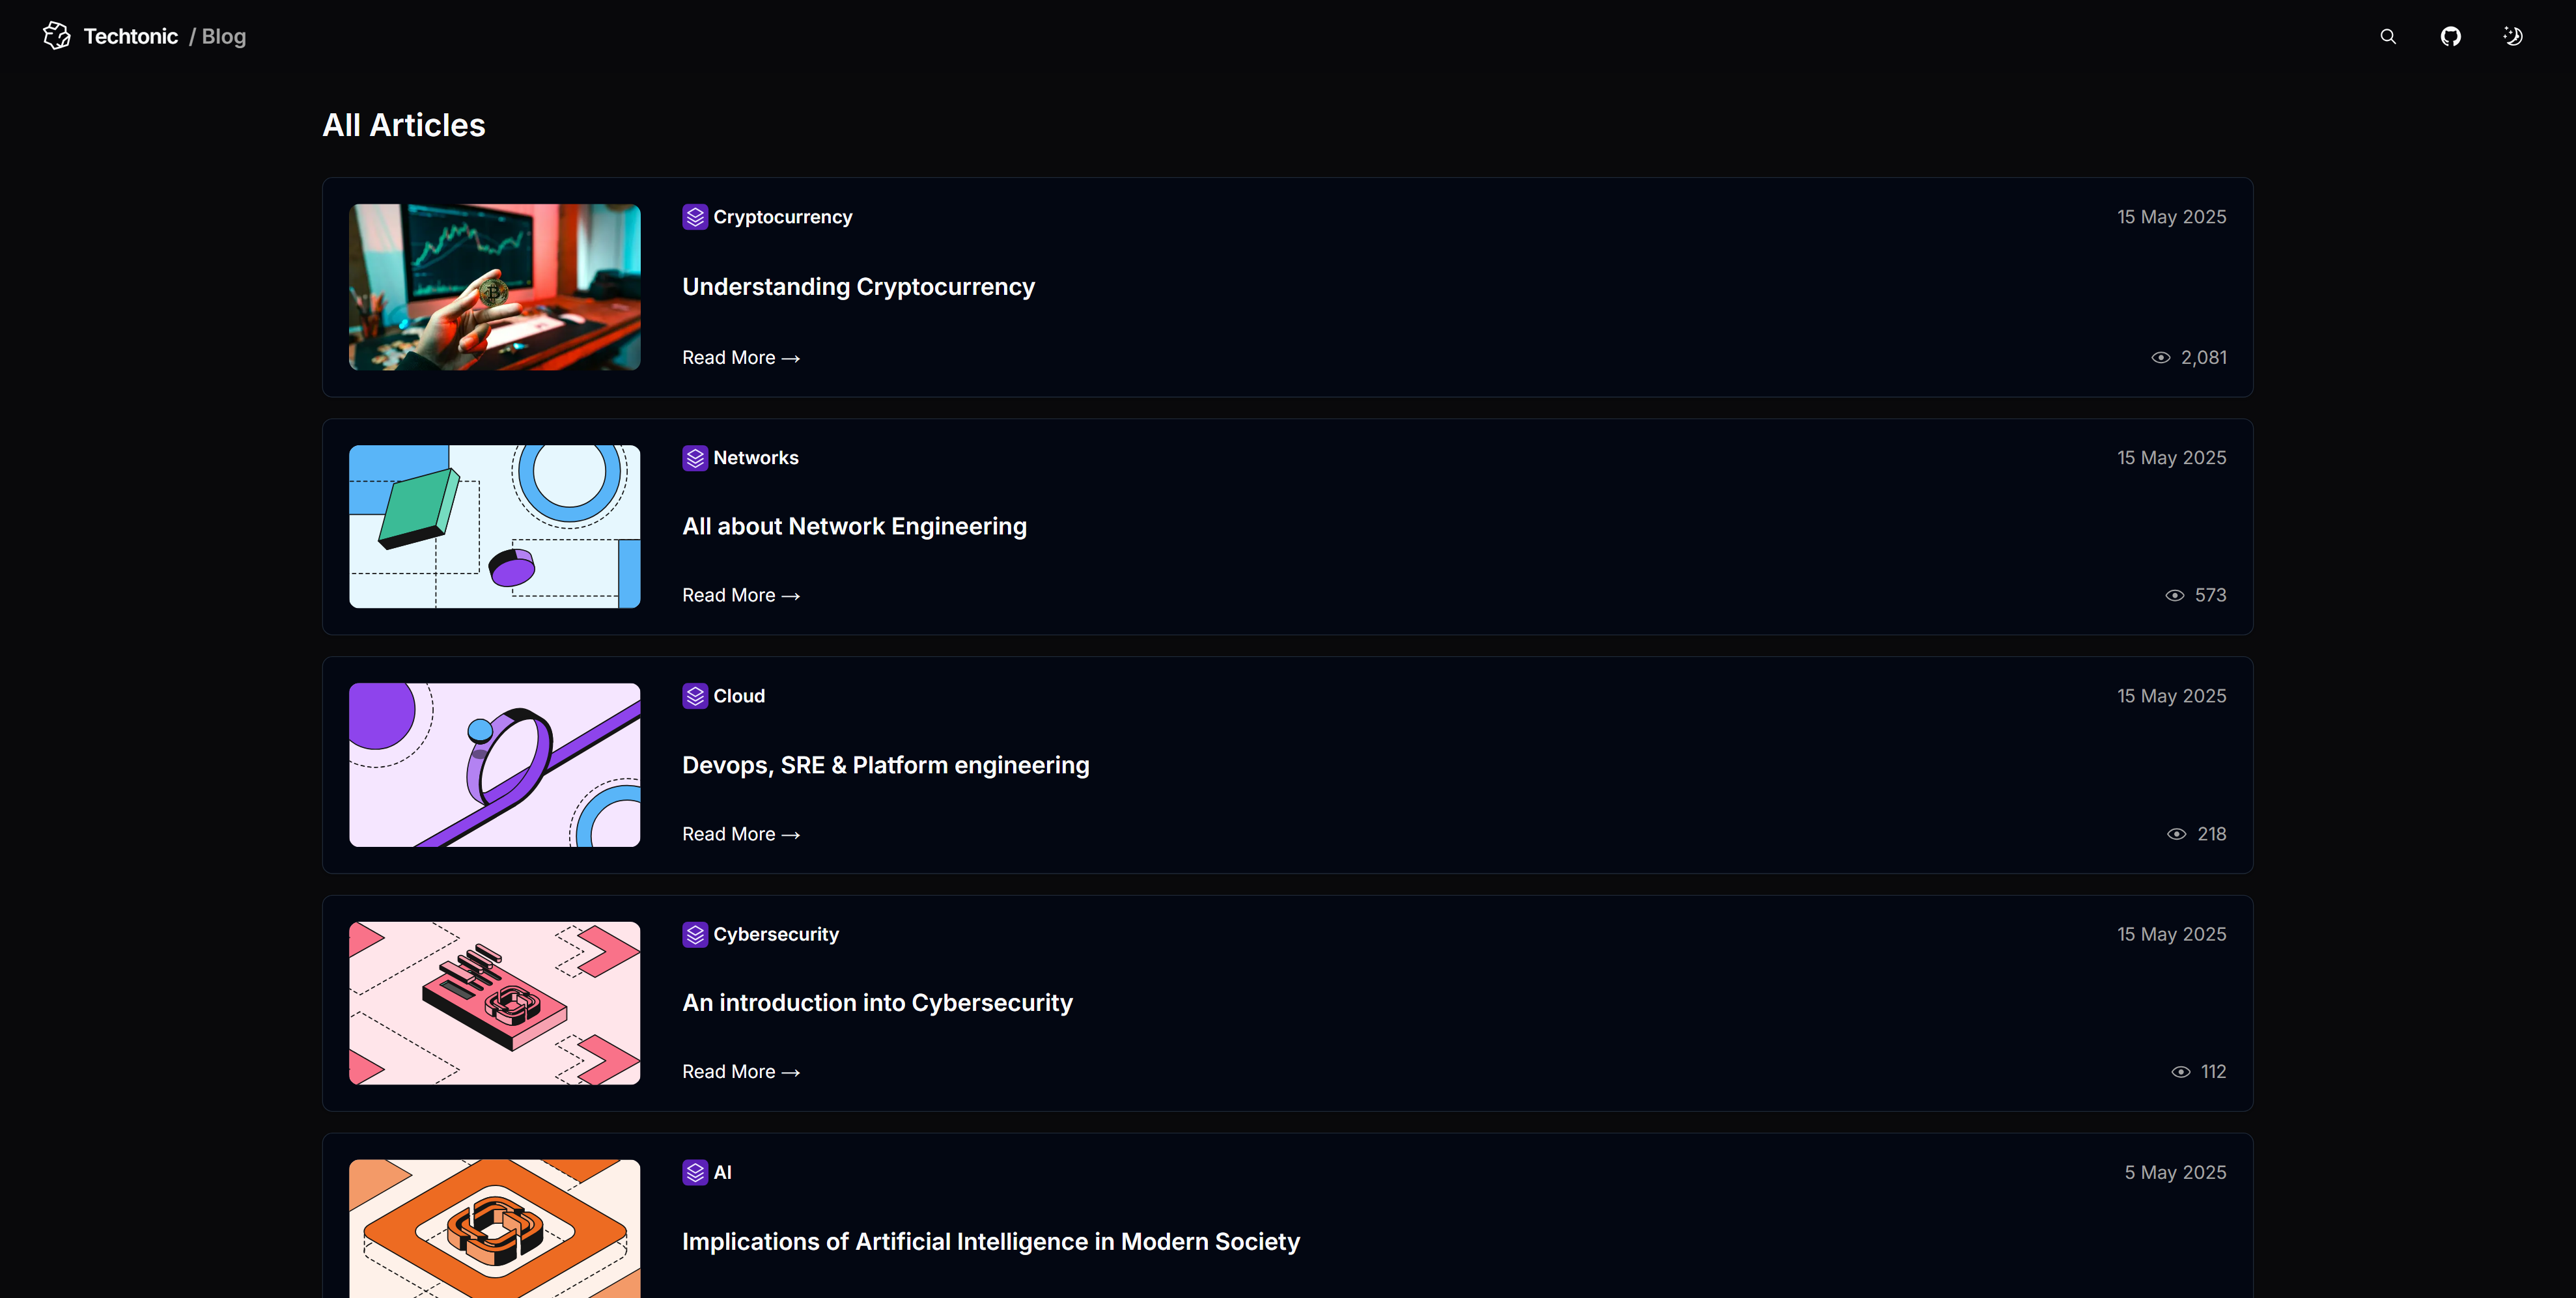 Techtonic / Blog
All Articles
Cryptocurrency
15 May 2025
Understanding Cryptocurrency
Read More →
2,081
Networks
15 May 2025
All about Network Engineering
Read More →
573
Cloud
15 May 2025
Devops, SRE & Platform engineering
Read More →
218
Cybersecurity
15 May 2025
An introduction into Cybersecurity
Read More →
112
AI
5 May 2025
Implications of Artificial Intelligence in Modern Society